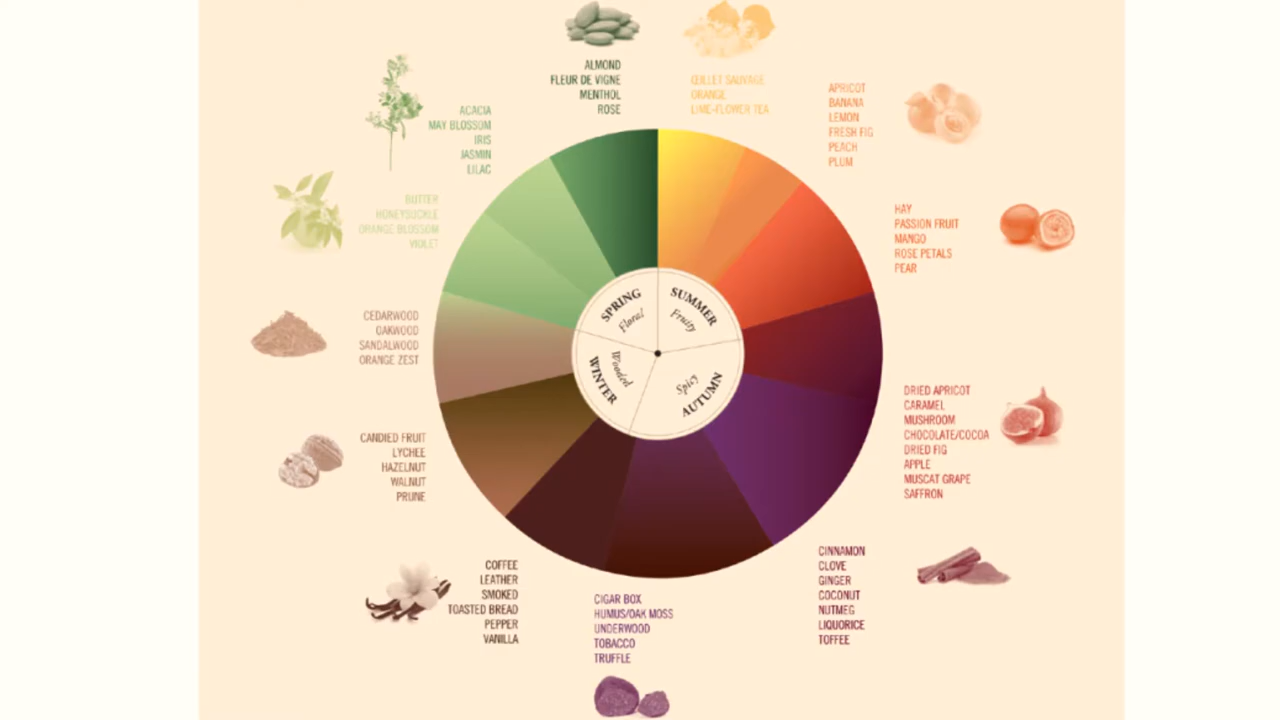 ALMOND
FLEUR DE VIGNE
MENTHOL
ROSE
ŒILLET SAUVAGE
ORANGE
LIME-FLOWER TEA
APRICOT
BANANA
LEMON
FRESH FIG
PEACH
PLUM
HAY
PASSION FRUIT
MANGO
ROSE PETALS
PEAR
DRIED APRICOT
CARAMEL
MUSHROOM
CHOCOLATE/COCOA
DRIED FIG
APPLE
MUSCAT GRAPE
SAFFRON
CINNAMON
CLOVE
GINGER
COCONUT
NUTMEG
LIQUORICE
TOFFEE
CIGAR BOX
HUMUS/OAK MOSS
UNDERWOOD
TOBACCO
TRUFFLE
COFFEE
LEATHER
SMOKED
TOASTED BREAD
PEPPER
VANILLA
CANDIED FRUIT
LYCHEE
HAZELNUT
WALNUT
PRUNE
CEDARWOOD
OAKWOOD
SANDALWOOD
ORANGE ZEST
BUTTER
HONEYSUCKLE
ORANGE BLOSSOM
VIOLET
ACACIA
MAY BLOSSOM
IRIS
JASMIN
LILAC
SPRING
Floral
SUMMER
Fruity
AUTUMN
Spicy
WINTER
Wooded